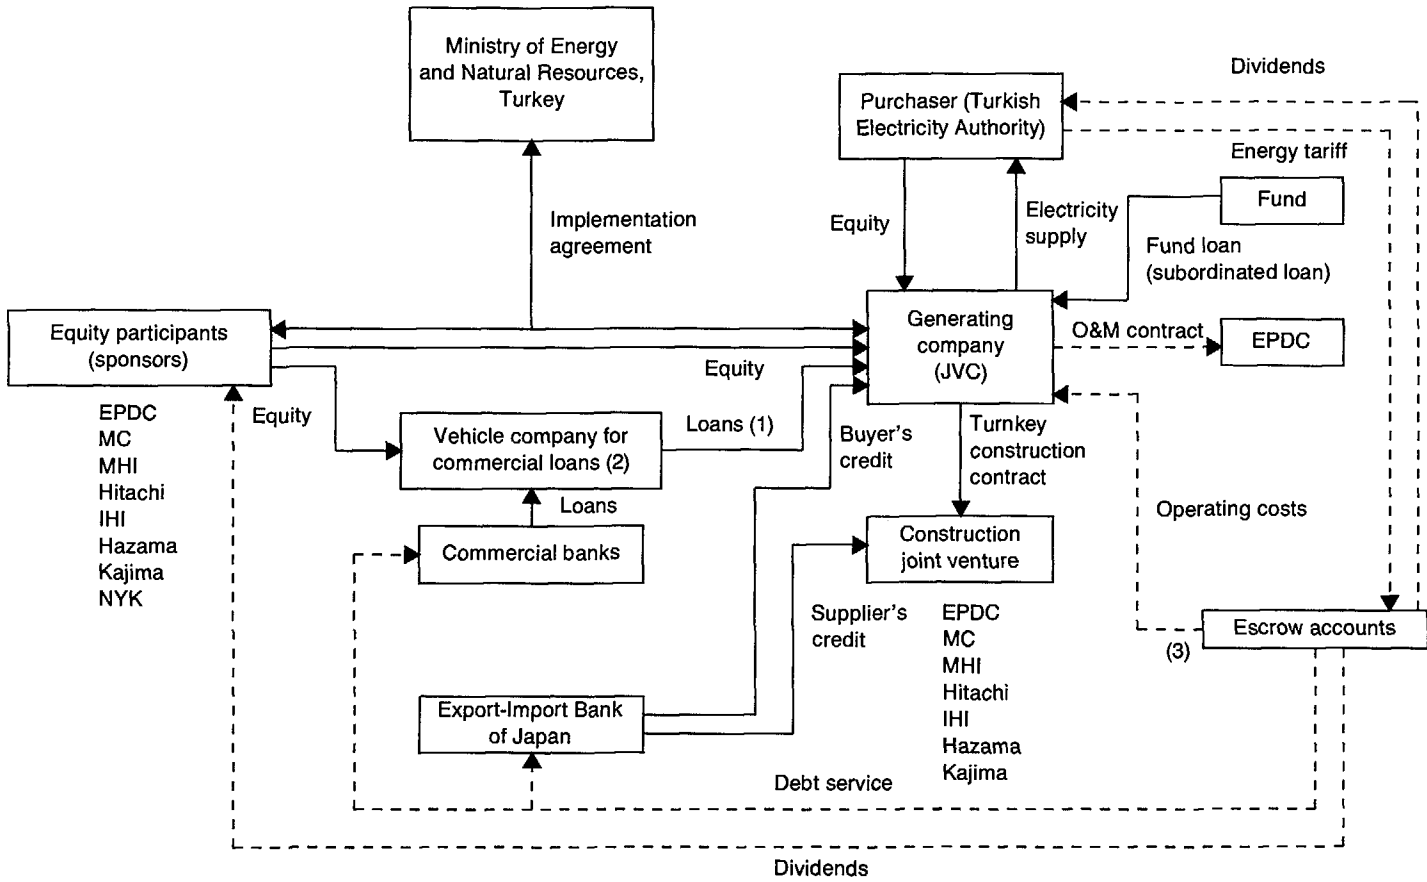 Ministry of Energy
and Natural Resources,
Turkey
Dividends
Purchaser (Turkish
Electricity Authority)
Energy tariff
Fund
Implementation
agreement
Equity
Electricity
supply
Fund loan
(subordinated loan)
Equity participants
(sponsors)
Generating
company
(JVC)
O&M contract
EPDC
Equity
EPDC
MC
MHI
Hitachi
IHI
Hazama
Kajima
NYK
Equity
Vehicle company for
commercial loans (2)
Loans (1)
Buyer's
credit
Turnkey
construction
contract
Loans
Commercial banks
Construction
joint venture
Operating costs
Supplier's
credit
EPDC
MC
MHI
Hitachi
IHI
Hazama
Kajima
Escrow accounts
(3)
Export-Import Bank
of Japan
Debt service
Dividends